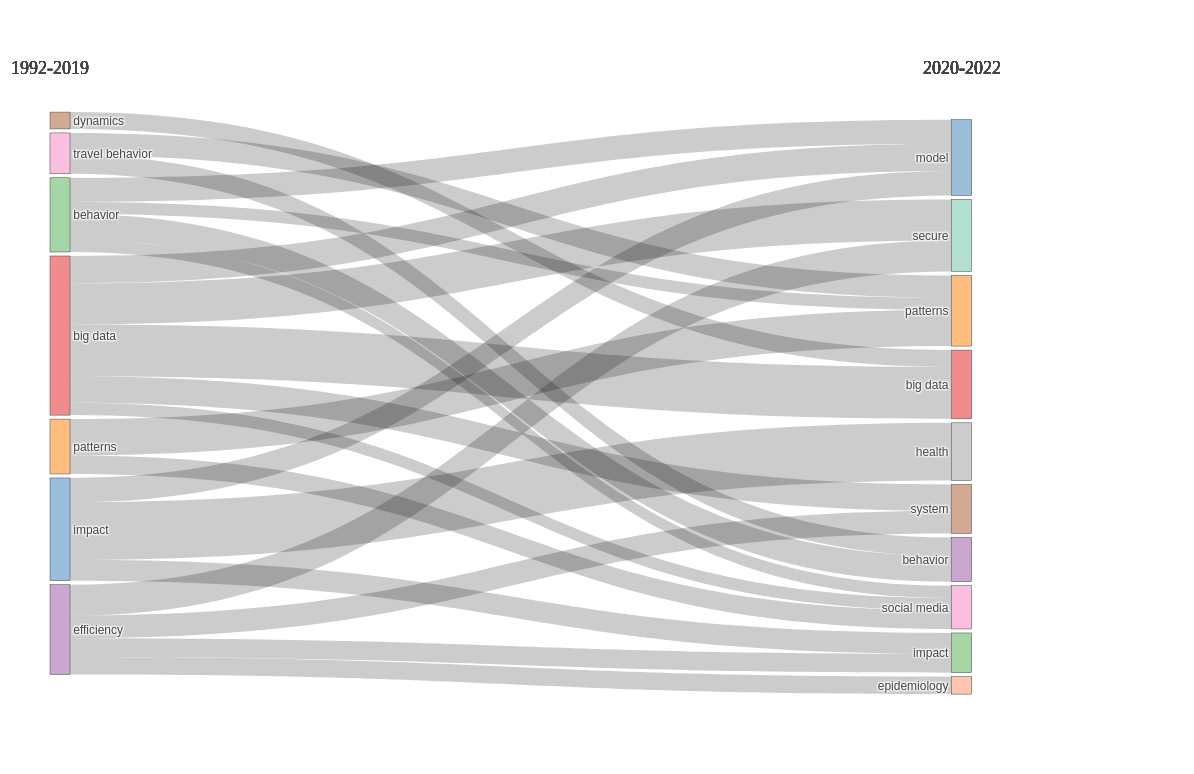 1992-2019
2020-2022
dynamics
travel behavior
behavior
big data
patterns
impact
efficiency
model
secure
patterns
big data
health
system
behavior
social media
impact
epidemiology